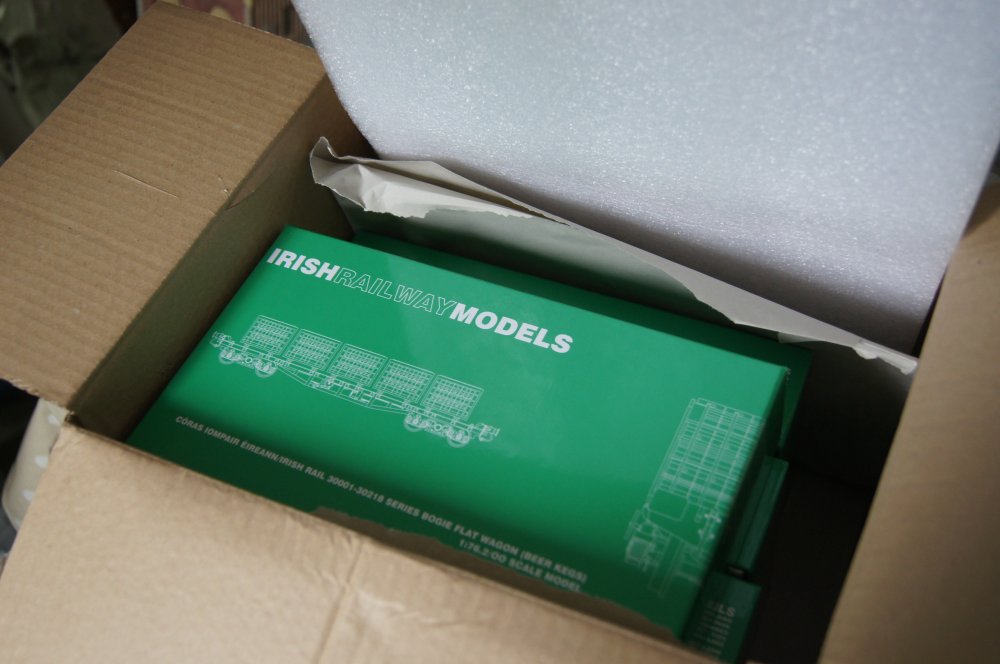 IRISHRAILWAYMODELS
CÓRAS IOMPAIR ÉIREANN/IRISH RAIL 30001-30218 SERIES BOGIE FLAT WAGON (BEER KEGS)
1:76.2/OO SCALE MODEL